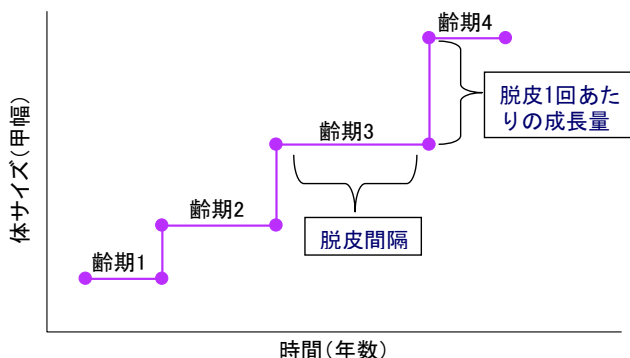 齢期4
脱皮1回あた
りの成長量
齢期3
齢期2
脱皮間隔
齢期1
体サイズ(甲幅)
時間(年数)